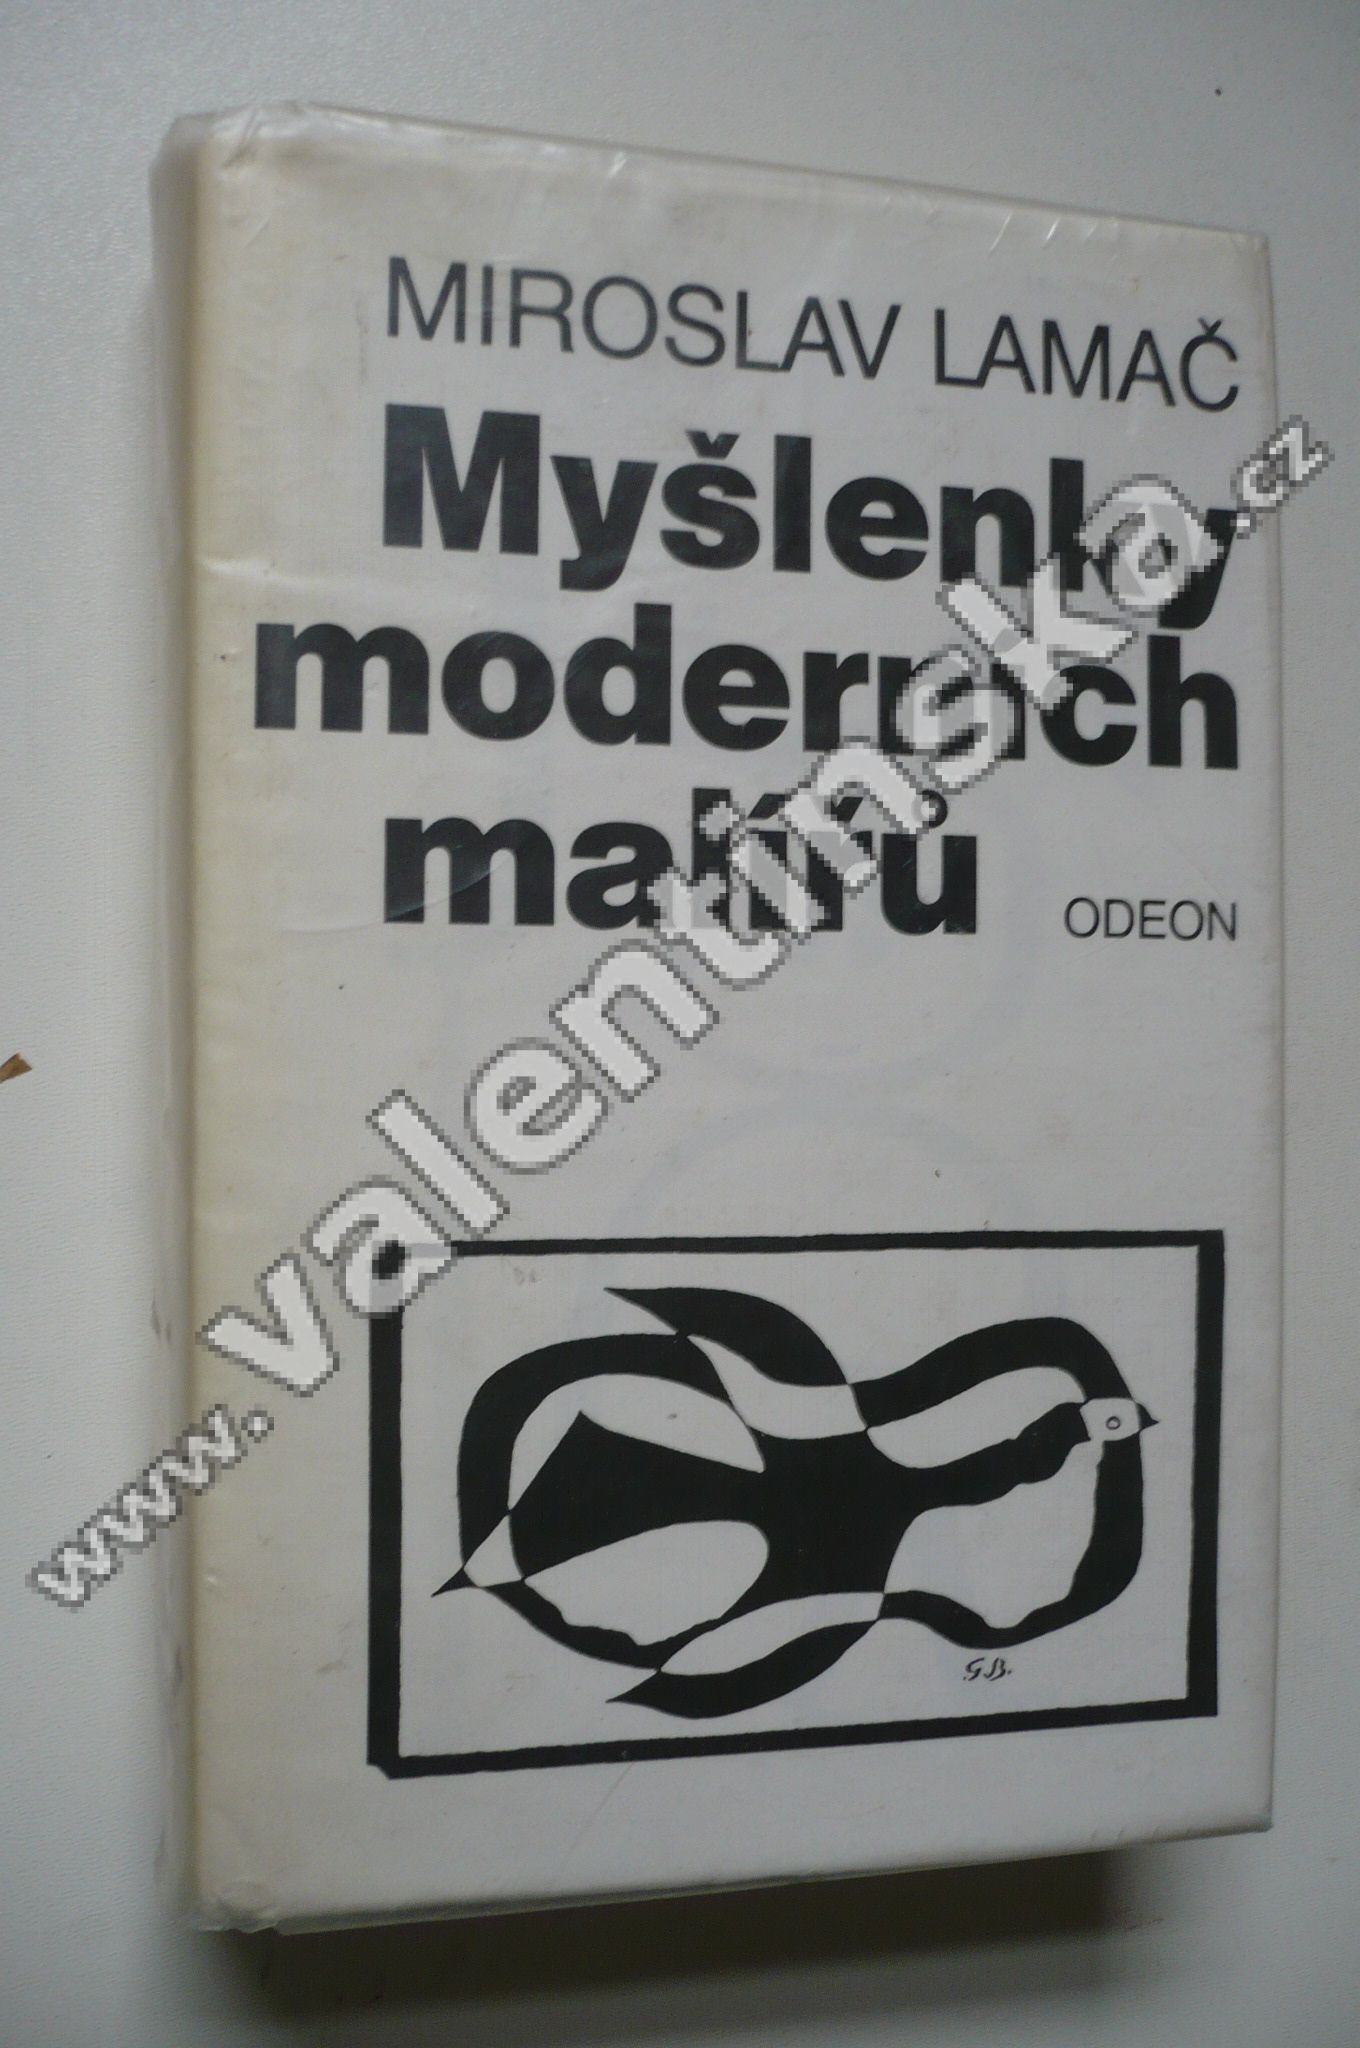 MIROSLAV LAMAČ
Myšlenky
moderních
malířů
ODEON
G B.
www.valentinska.cz